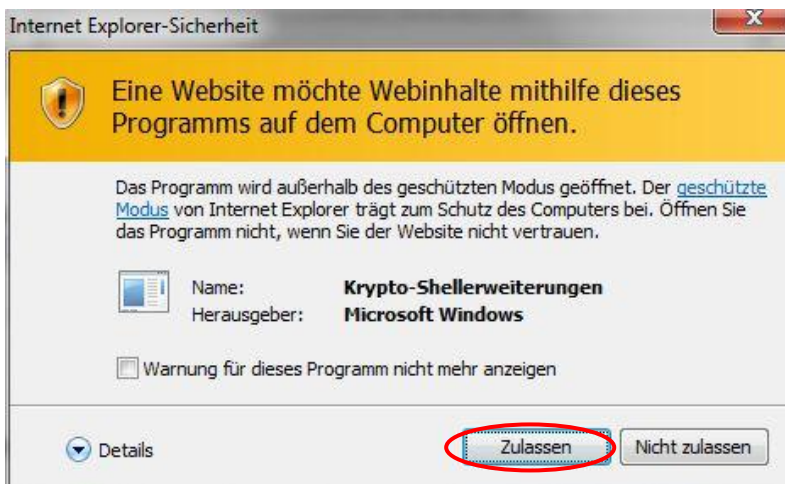 Internet Explorer-Sicherheit
Eine Website möchte Webinhalte mithilfe dieses
Programms auf dem Computer öffnen.
Das Programm wird außerhalb des geschützten Modus geöffnet. Der geschützte
Modus von Internet Explorer trägt zum Schutz des Computers bei. Öffnen Sie
das Programm nicht, wenn Sie der Website nicht vertrauen.
Name: Krypto-Shellerweiterungen
Herausgeber: Microsoft Windows
Warnung für dieses Programm nicht mehr anzeigen
Details Zulassen Nicht zulassen